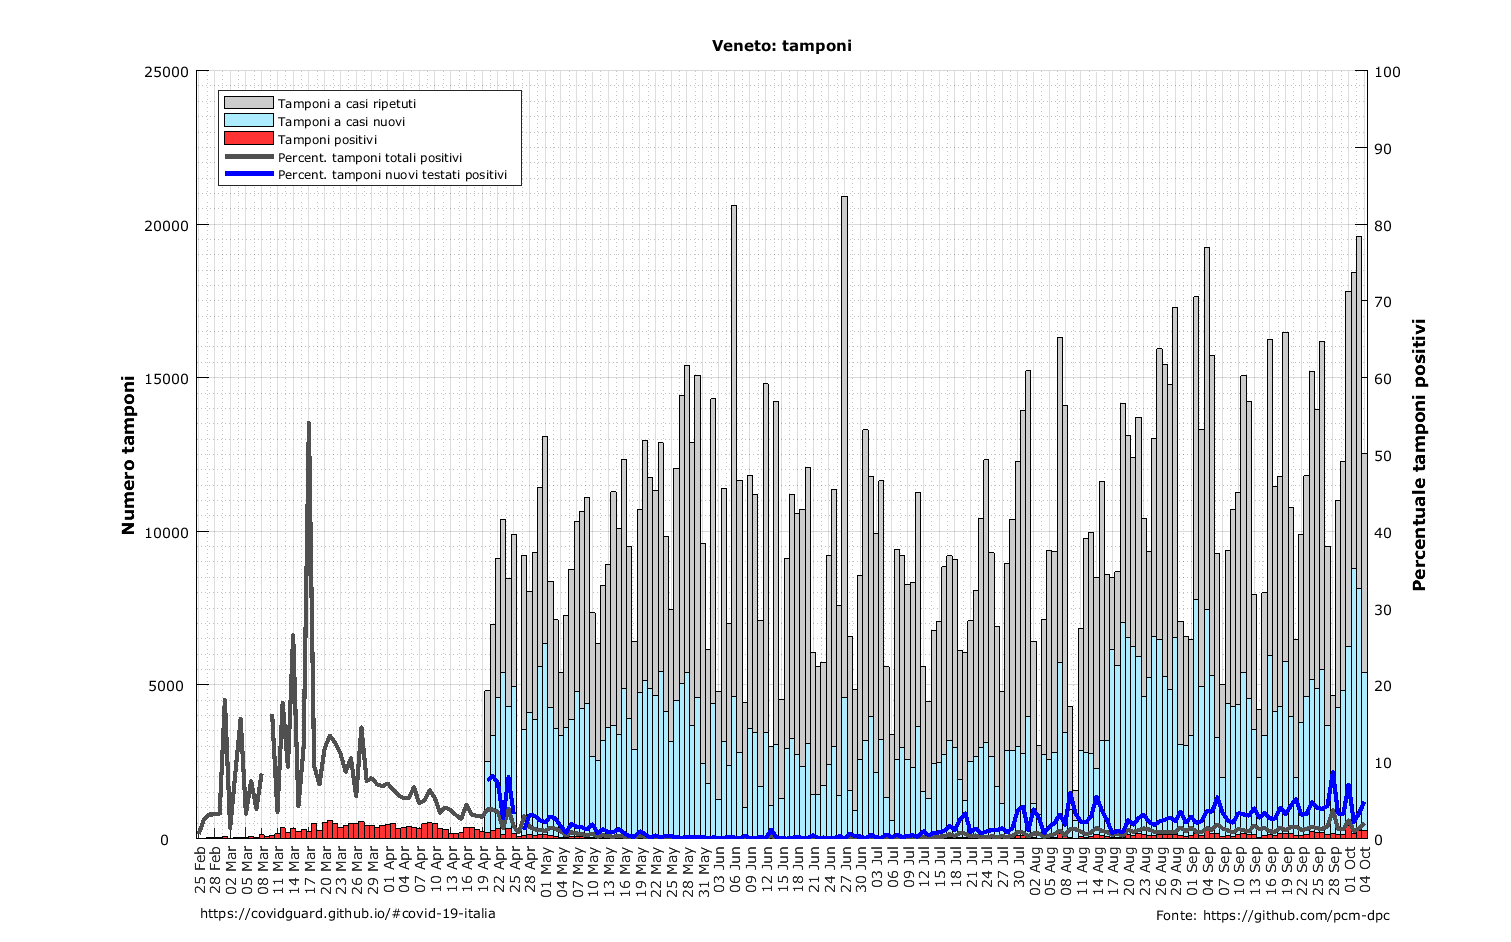 Veneto: tamponi
25000
20000
15000
10000
5000
0
Numero tamponi
Tamponi a casi ripetuti
Tamponi a casi nuovi
Tamponi positivi
Percent. tamponi totali positivi
Percent. tamponi nuovi testati positivi
100
90
80
70
60
50
40
30
20
10
0
Percentuale tamponi positivi
25 Feb
28 Feb
02 Mar
05 Mar
08 Mar
11 Mar
14 Mar
17 Mar
20 Mar
23 Mar
26 Mar
29 Mar
01 Apr
04 Apr
07 Apr
10 Apr
13 Apr
16 Apr
19 Apr
22 Apr
25 Apr
28 Apr
01 May
04 May
07 May
10 May
13 May
16 May
19 May
22 May
25 May
28 May
31 May
03 Jun
06 Jun
09 Jun
12 Jun
15 Jun
18 Jun
21 Jun
24 Jun
27 Jun
30 Jun
03 Jul
06 Jul
09 Jul
12 Jul
15 Jul
18 Jul
21 Jul
24 Jul
27 Jul
30 Jul
02 Aug
05 Aug
08 Aug
11 Aug
14 Aug
17 Aug
20 Aug
23 Aug
26 Aug
29 Aug
01 Sep
04 Sep
07 Sep
10 Sep
13 Sep
16 Sep
19 Sep
22 Sep
25 Sep
28 Sep
01 Oct
04 Oct
https://covidguard.github.io/#covid-19-italia
Fonte: https://github.com/pcm-dpc